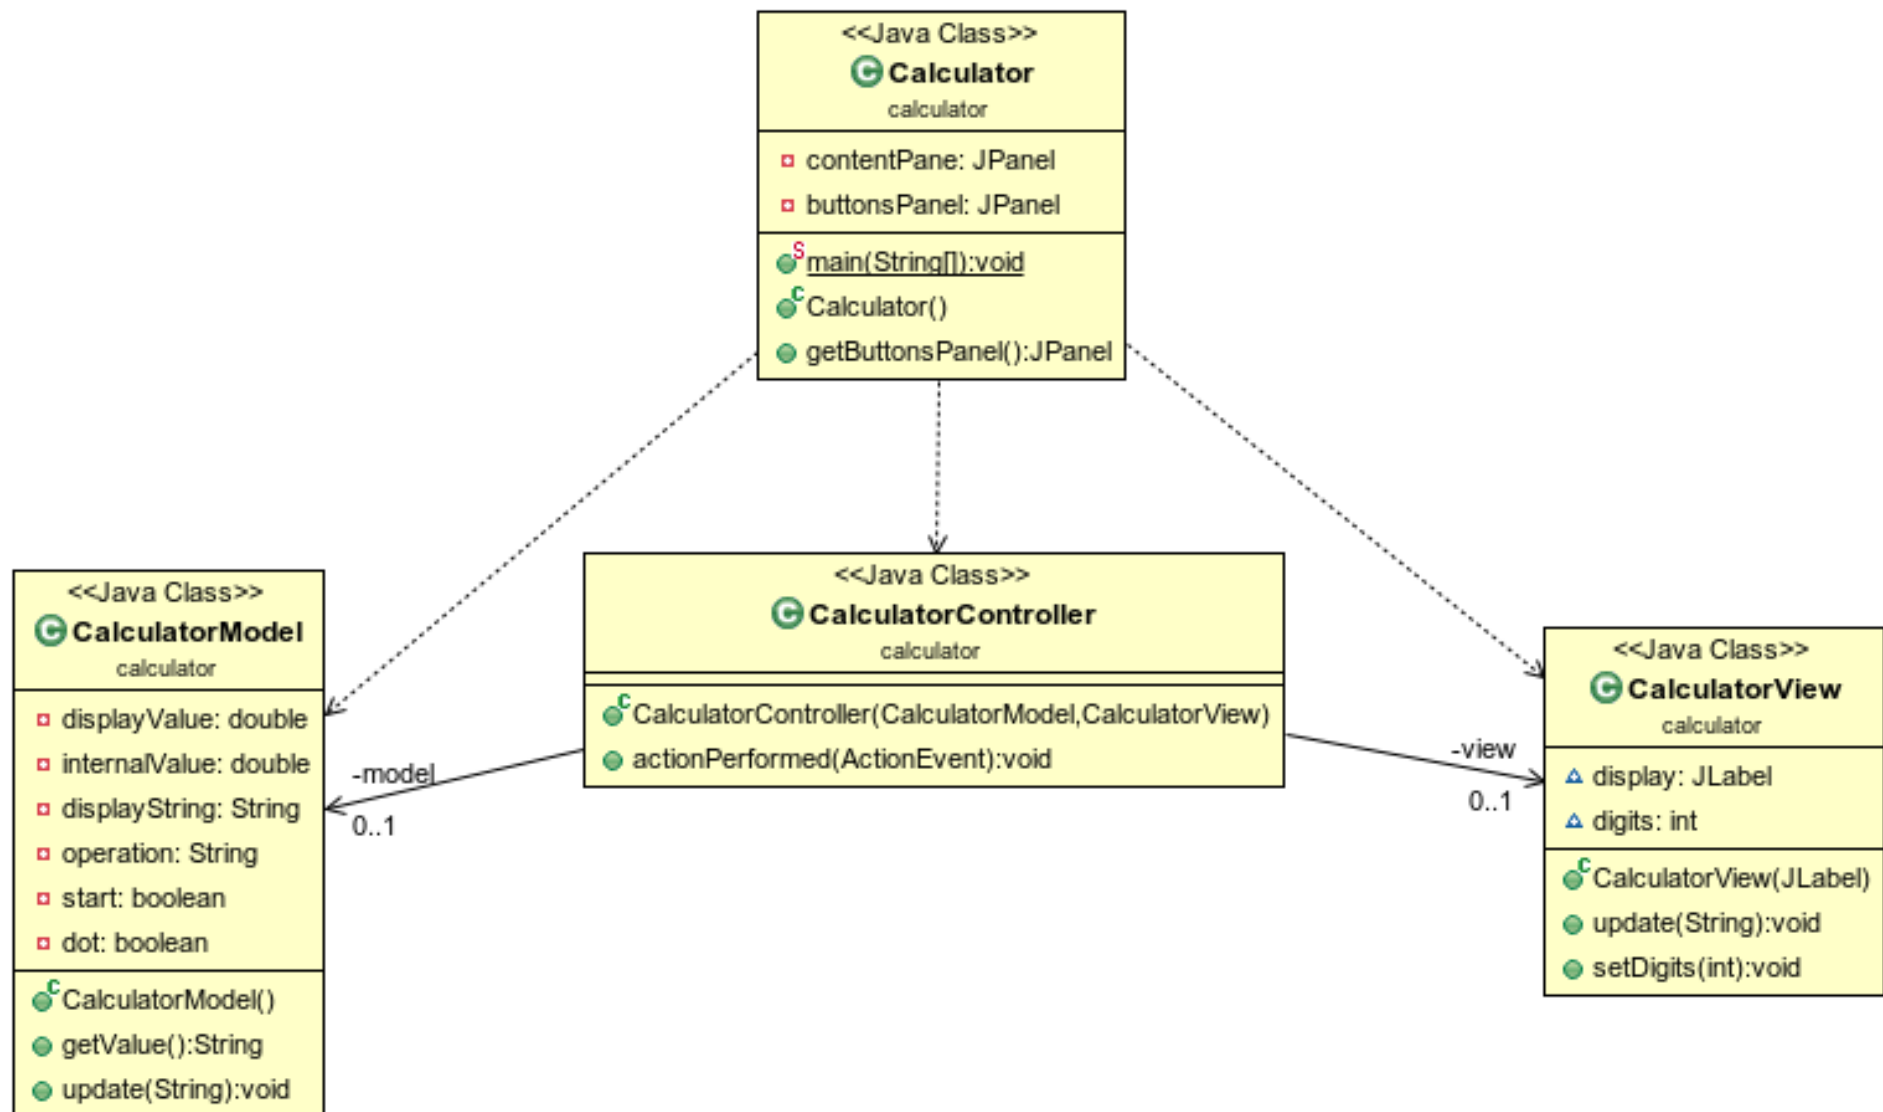 <<Java Class>>
C Calculator
calculator
contentPane: JPanel
buttonsPanel: JPanel
S main(String[]):void
C Calculator()
getButtonsPanel():JPanel
<<Java Class>>
C CalculatorModel
calculator
displayValue: double
internalValue: double
displayString: String
operation: String
start: boolean
dot: boolean
C CalculatorModel()
getValue():String
update(String):void
-model
0..1
<<Java Class>>
C CalculatorController
calculator
C CalculatorController(CalculatorModel,CalculatorView)
actionPerformed(ActionEvent):void
-view
0..1
<<Java Class>>
C CalculatorView
calculator
display: JLabel
digits: int
C CalculatorView(JLabel)
update(String):void
setDigits(int):void